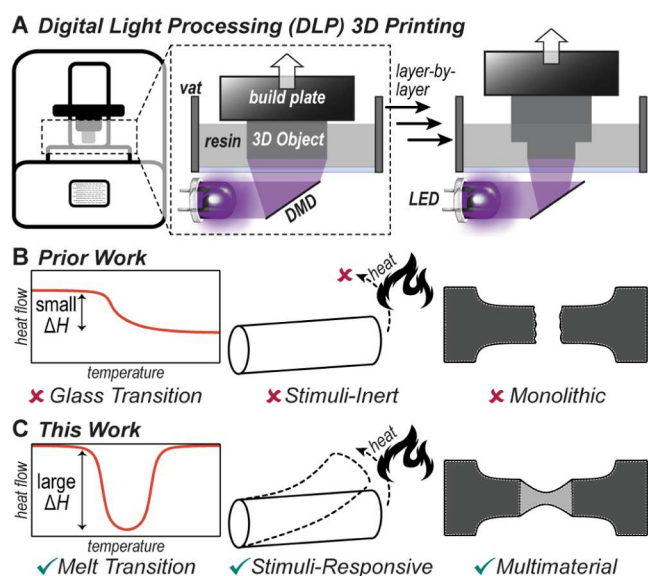 A Digital Light Processing (DLP) 3D Printing
vat
build plate
resin
3D Object
DMD
layer-by-
layer
LED
B Prior Work
heat flow
small
ΔH
temperature
✘ Glass Transition
heat
✘
✘ Stimuli-Inert
✘ Monolithic
C This Work
heat flow
large
ΔH
temperature
✓ Melt Transition
heat
✓ Stimuli-Responsive
✓ Multimaterial